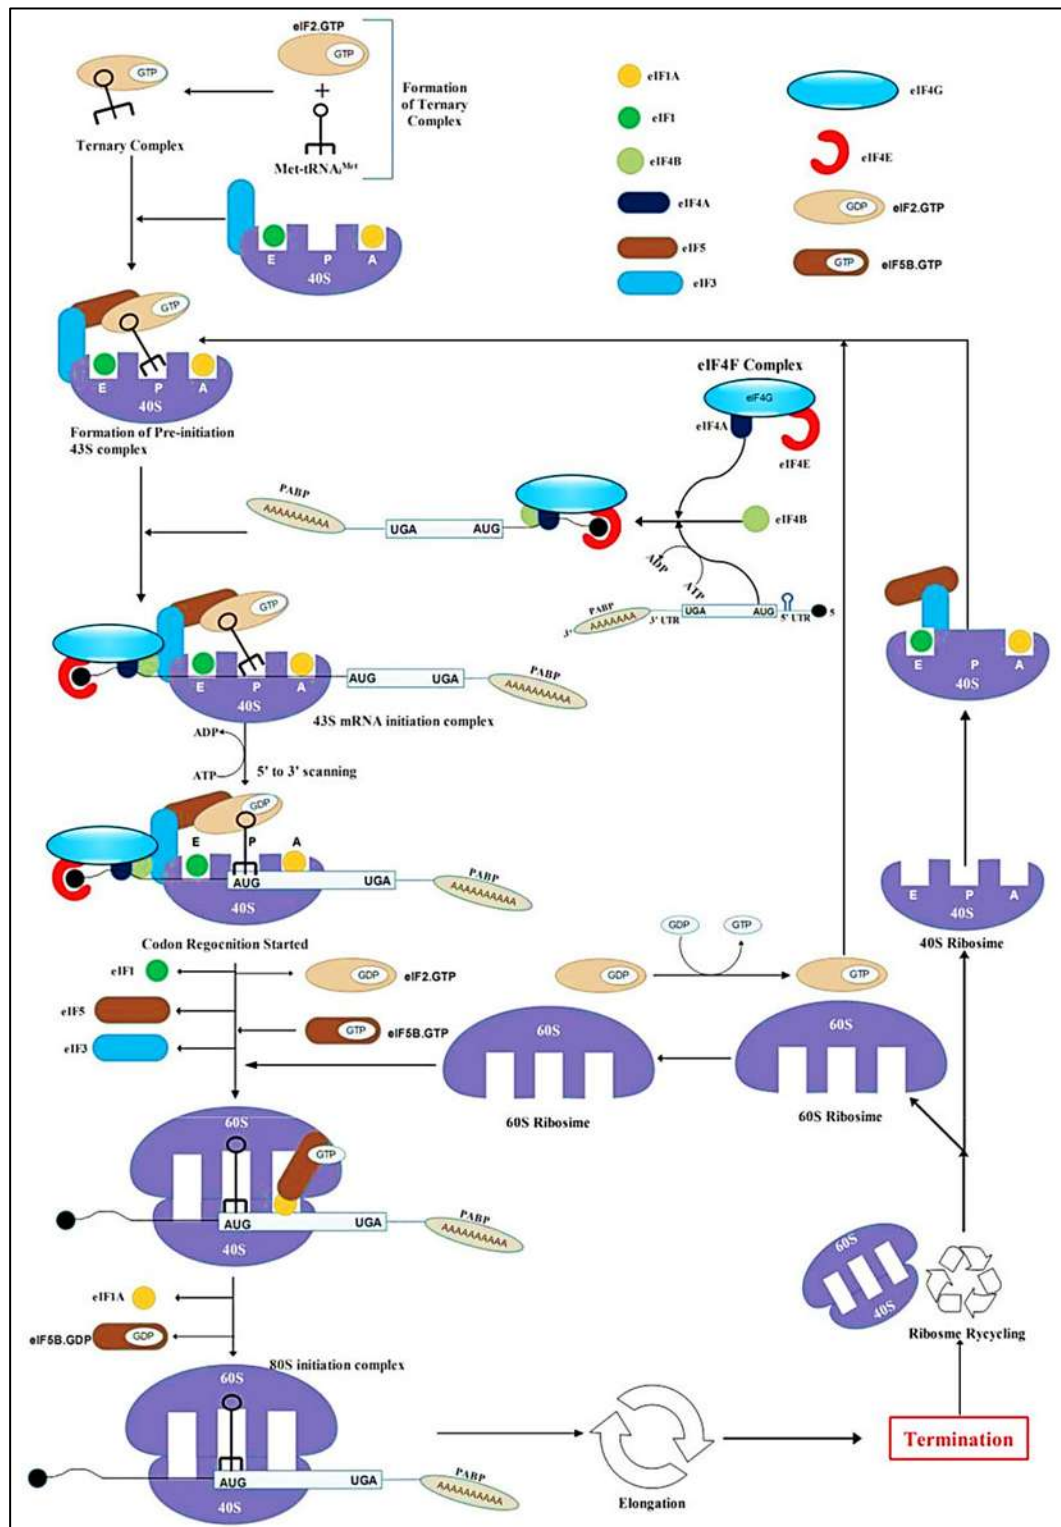 eIF2.GTP
GTP
GTP
+
Formation
of Ternary
Complex
Ternary Complex
Met-tRNAᵢᴹᵉᵗ
eIF1A
eIF1
eIF4B
eIF4A
eIF5
eIF3
eIF4G
eIF4E
GDP
eIF2.GTP
GTP
eIF5B.GTP
E P A
40S
GTP
E P A
40S
Formation of Pre-initiation
43S complex
eIF4F Complex
eIF4G
eIF4A
eIF4E
PABP
AAAAAAAAAA
UGA AUG
eIF4B
ADP
ATP
PABP
AAAAAAA
3'
3' UTR
UGA AUG
5' UTR
5
GTP
E P A
40S
AUG UGA
PABP
AAAAAAAAAA
43S mRNA initiation complex
ADP
ATP
5' to 3' scanning
GDP
E P A
AUG UGA
40S
PABP
AAAAAAAAAA
Codon Regocnition Started
E P A
40S
E P A
40S
40S Ribosime
eIF1
GDP
eIF2.GTP
eIF5
GTP
eIF5B.GTP
eIF3
GDP GTP
GDP
GTP
60S
60S Ribosime
60S
60S Ribosime
60S
GTP
AUG UGA
40S
PABP
AAAAAAAAAA
eIF1A
eIF5B.GDP
GDP
60S
40S
Ribosme Rycycling
80S initiation complex
60S
AUG UGA
40S
PABP
AAAAAAAAAA
Elongation
Termination